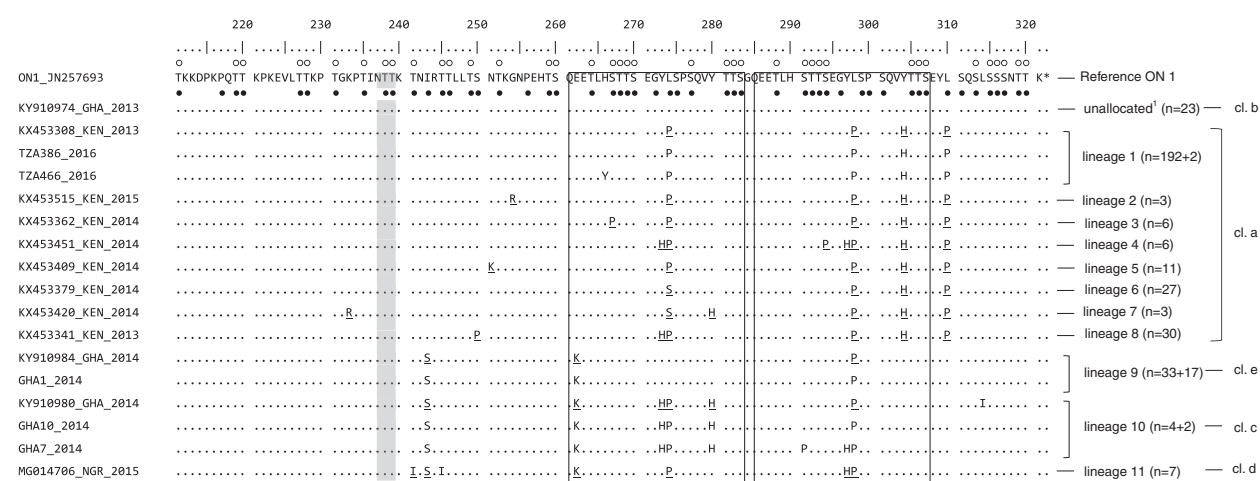 220 230 240 250 260 270 280 290 300 310 320
ON1_JN257693 TKKDPKPQTT KPKEVLTTKP TGKPTINTTK TNIRTTLLTS NTKGNPEHTS QEETLHSTTS EGYLSPSQVY TTSGQEETLH STTSEGYLSP SQVYTTSEYL SQSLSSSNTT K* Reference ON 1
KY910974_GHA_2013 .......... .......... .......... .......... .......... .......... .......... .......... .......... .......... .......... .. unallocated1 (n=23) cl. b
KX453308_KEN_2013 .......... .......... .......... .......... .......... .......... ...P...... .......... .......P.. ...H.....P .......... ..
TZA386_2016 .......... .......... .......... .......... .......... .......... ...P...... .......... .......P.. ...H.....P .......... .. lineage 1 (n=192+2)
TZA466_2016 .......... .......... .......... .......... .......... .....Y.... ...P...... .......... .......P.. ...H.....P .......... ..
KX453515_KEN_2015 .......... .......... .......... .......... ...R...... .......... ...P...... .......... .......P.. ...H.....P .......... .. lineage 2 (n=3)
KX453362_KEN_2014 .......... .......... .......... .......... .......... ......P... ...P...... .......... .......P.. ...H.....P .......... .. lineage 3 (n=6)
KX453451_KEN_2014 .......... .......... .......... .......... .......... .......... ..HP...... .......... ...P..HP.. ...H.....P .......... .. lineage 4 (n=6) cl. a
KX453409_KEN_2014 .......... .......... .......... .......... K......... .......... ...P...... .......... .......P.. ...H.....P .......... .. lineage 5 (n=11)
KX453379_KEN_2014 .......... .......... .......... .......... .......... .......... ...S...... .......... .......P.. ...H.....P .......... .. lineage 6 (n=27)
KX453420_KEN_2014 .......... .......... ..R....... .......... .......... .......... ...S.....H .......... .......P.. ...H.....P .......... .. lineage 7 (n=3)
KX453341_KEN_2013 .......... .......... .......... .........P .......... .......... ..HP...... .......... .......P.. ...H.....P .......... .. lineage 8 (n=30)
KY910984_GHA_2014 .......... .......... .......... ..S....... .......... .K........ .......... .......... .......P.. .......... .......... .. lineage 9 (n=33+17) cl. e
GHA1_2014 .......... .......... .......... ..S....... .......... .K........ .......... .......... .......P.. .......... .......... ..
KY910980_GHA_2014 .......... .......... .......... ..S....... .......... .K........ ..HP.....H .......... .......P.. .......... ...I...... ..
GHA10_2014 .......... .......... .......... ..S....... .......... .K........ ..HP.....H .......... .......P.. .......... .......... .. lineage 10 (n=4+2) cl. c
GHA7_2014 .......... .......... .......... ..S....... .......... .K........ ..HP.....H .......... P.....HP.. .......... .......... ..
MG014706_NGR_2015 .......... .......... .......... I.S.I..... .......... .K........ ...P...... .......... ......HP.. .......... .......... .. lineage 11 (n=7) cl. d